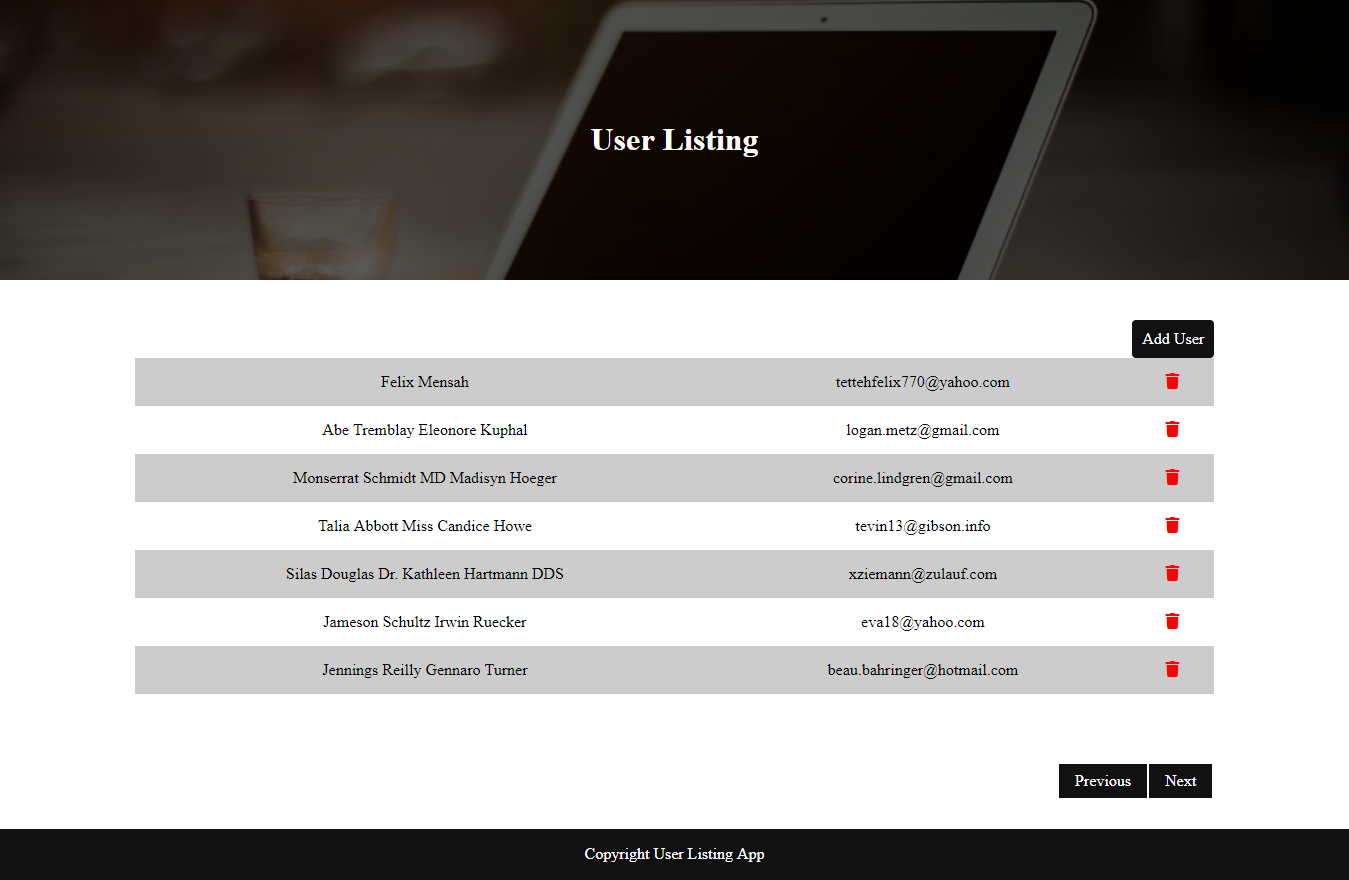 User Listing
Add User
Felix Mensah tettehfelix770@yahoo.com
Abe Tremblay Eleonore Kuphal logan.metz@gmail.com
Monserrat Schmidt MD Madisyn Hoeger corine.lindgren@gmail.com
Talia Abbott Miss Candice Howe tevin13@gibson.info
Silas Douglas Dr. Kathleen Hartmann DDS xziemann@zulauf.com
Jameson Schultz Irwin Ruecker eva18@yahoo.com
Jennings Reilly Gennaro Turner beau.bahringer@hotmail.com
Previous Next
Copyright User Listing App